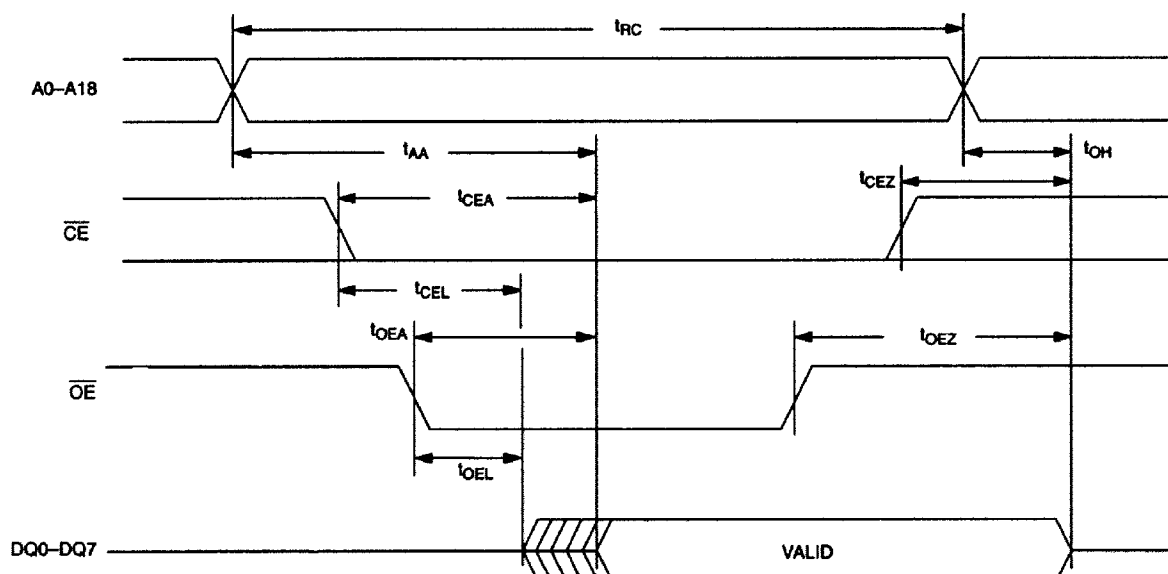 tRC
A0–A18
tAA
tOH
tCEZ
tCEA
CE
tCEL
tOEA
tOEZ
OE
tOEL
DQ0–DQ7
VALID